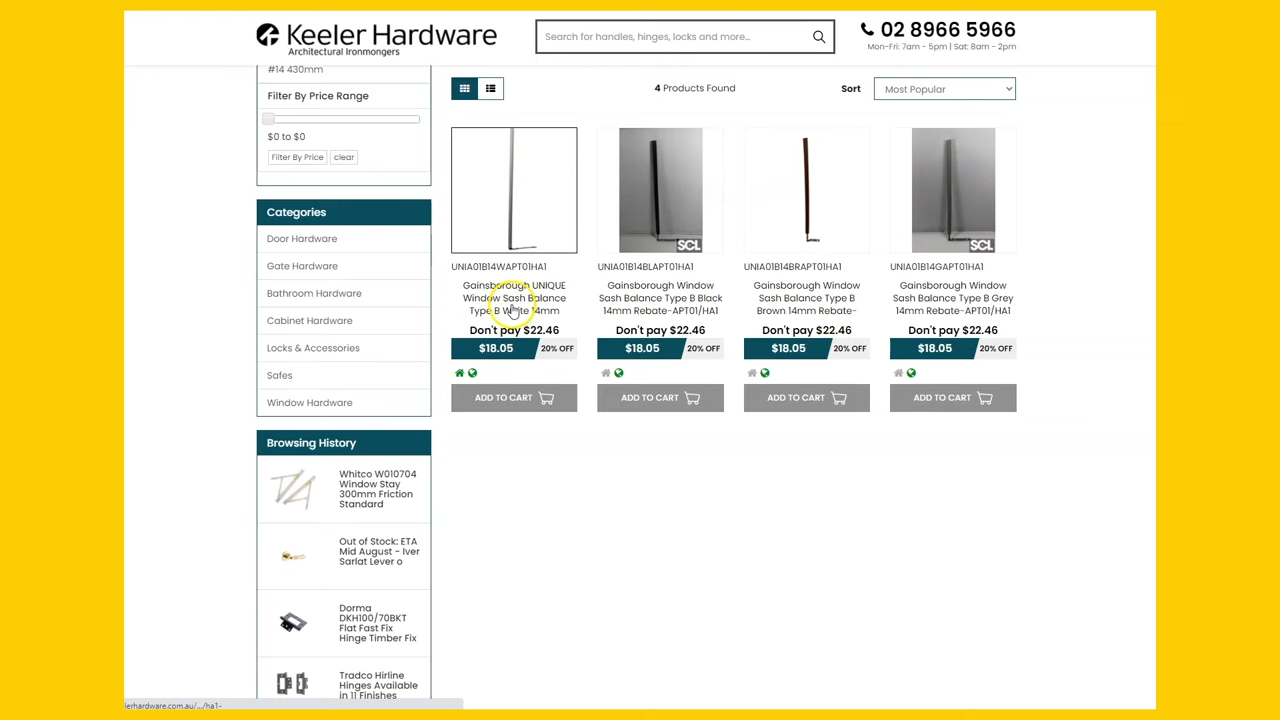 Keeler Hardware
Architectural Ironmongers
Search for handles, hinges, locks and more...
02 8966 5966
Mon-Fri: 7am - 5pm | Sat: 8am - 2pm
#14 430mm
Filter By Price Range
$0 to $0
Filter By Price
clear
4 Products Found
Sort
Most Popular
SCL
SCL
UNIA01B14WAPT01HA1
Gainsborough UNIQUE
Window Sash Balance
Type B White 14mm
Don't pay $22.46
$18.05
20% OFF
ADD TO CART
UNIA01B14BLAPT01HA1
Gainsborough Window
Sash Balance Type B Black
14mm Rebate-APT01/HA1
Don't pay $22.46
$18.05
20% OFF
ADD TO CART
UNIA01B14BRAPT01HA1
Gainsborough Window
Sash Balance Type B
Brown 14mm Rebate-
Don't pay $22.46
$18.05
20% OFF
ADD TO CART
UNIA01B14GAPT01HA1
Gainsborough Window
Sash Balance Type B Grey
14mm Rebate-APT01/HA1
Don't pay $22.46
$18.05
20% OFF
ADD TO CART
Categories
Door Hardware
Gate Hardware
Bathroom Hardware
Cabinet Hardware
Locks & Accessories
Safes
Window Hardware
Browsing History
Whitco W010704
Window Stay
300mm Friction
Standard
Out of Stock: ETA
Mid August - Iver
Sarlat Lever o
Dorma
DKH100/70BKT
Flat Fast Fix
Hinge Timber Fix
Tradco Hirline
Hinges Available
in 11 Finishes
lerhardware.com.au/.../ha1-